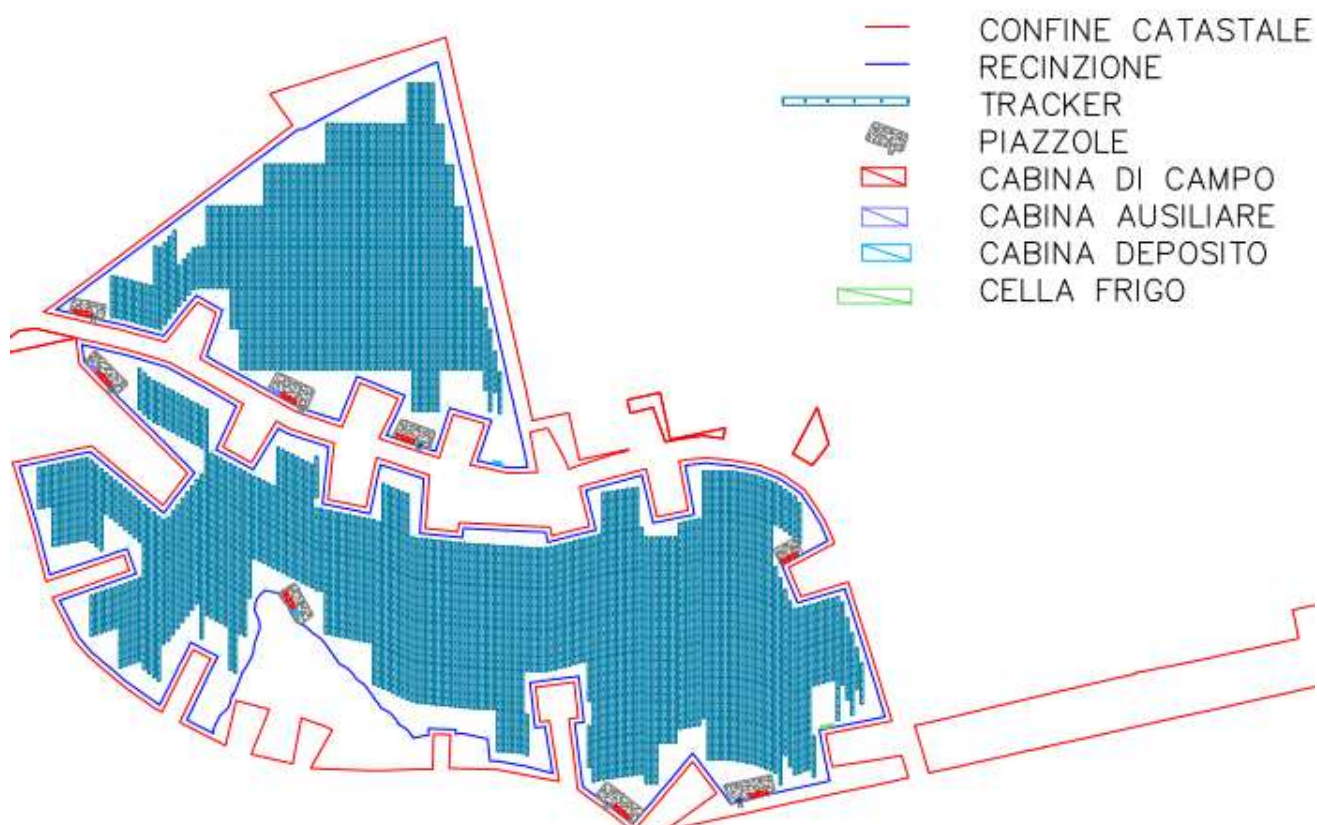 CONFINE CATASTALE
RECINZIONE
TRACKER
PIAZZOLE
CABINA DI CAMPO
CABINA AUSILIARE
CABINA DEPOSITO
CELLA FRIGO